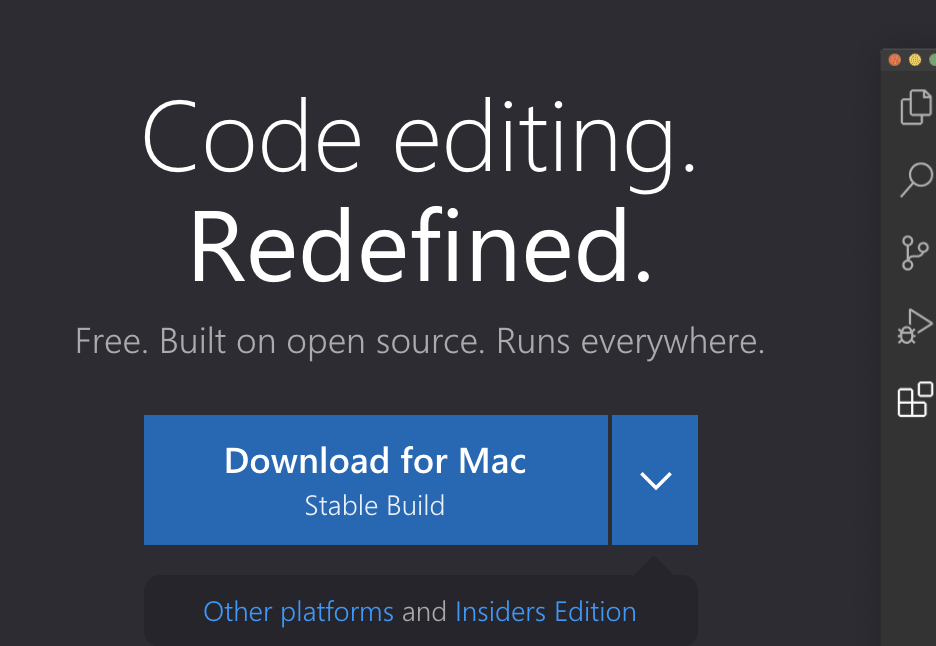 Code editing.
Redefined.
Free. Built on open source. Runs everywhere.
Download for Mac
Stable Build
Other platforms and Insiders Edition